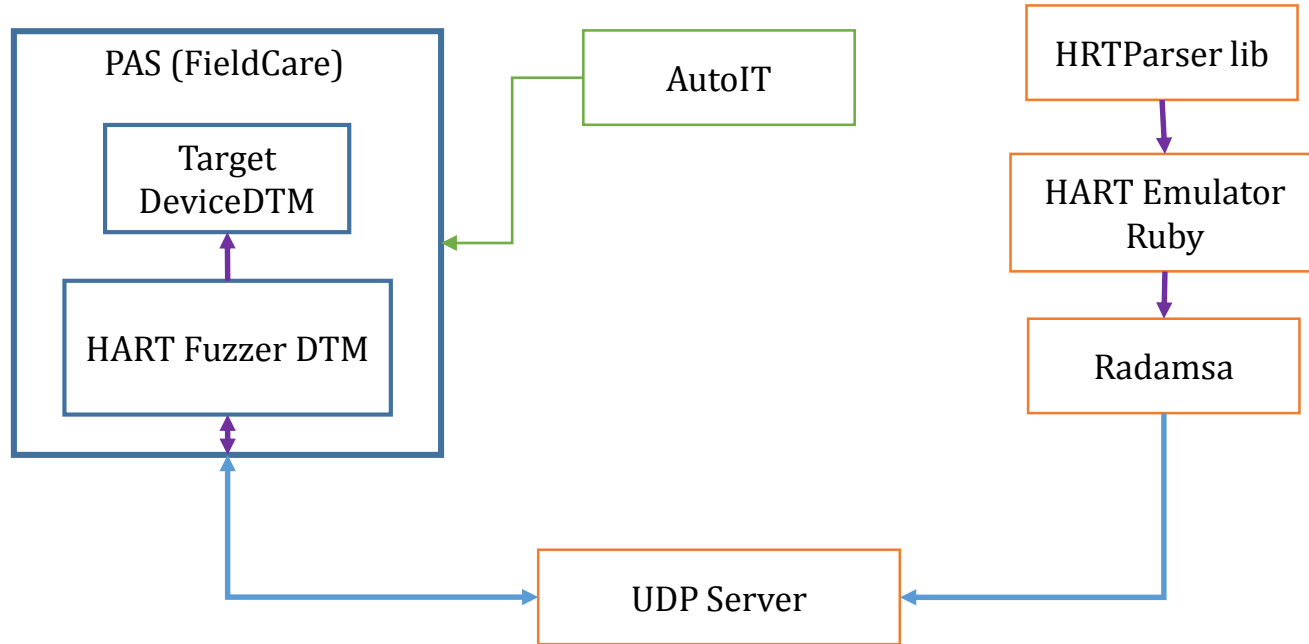 PAS (FieldCare)
Target
DeviceDTM
HART Fuzzer DTM
AutoIT
HRTParser lib
HART Emulator
Ruby
Radamsa
UDP Server